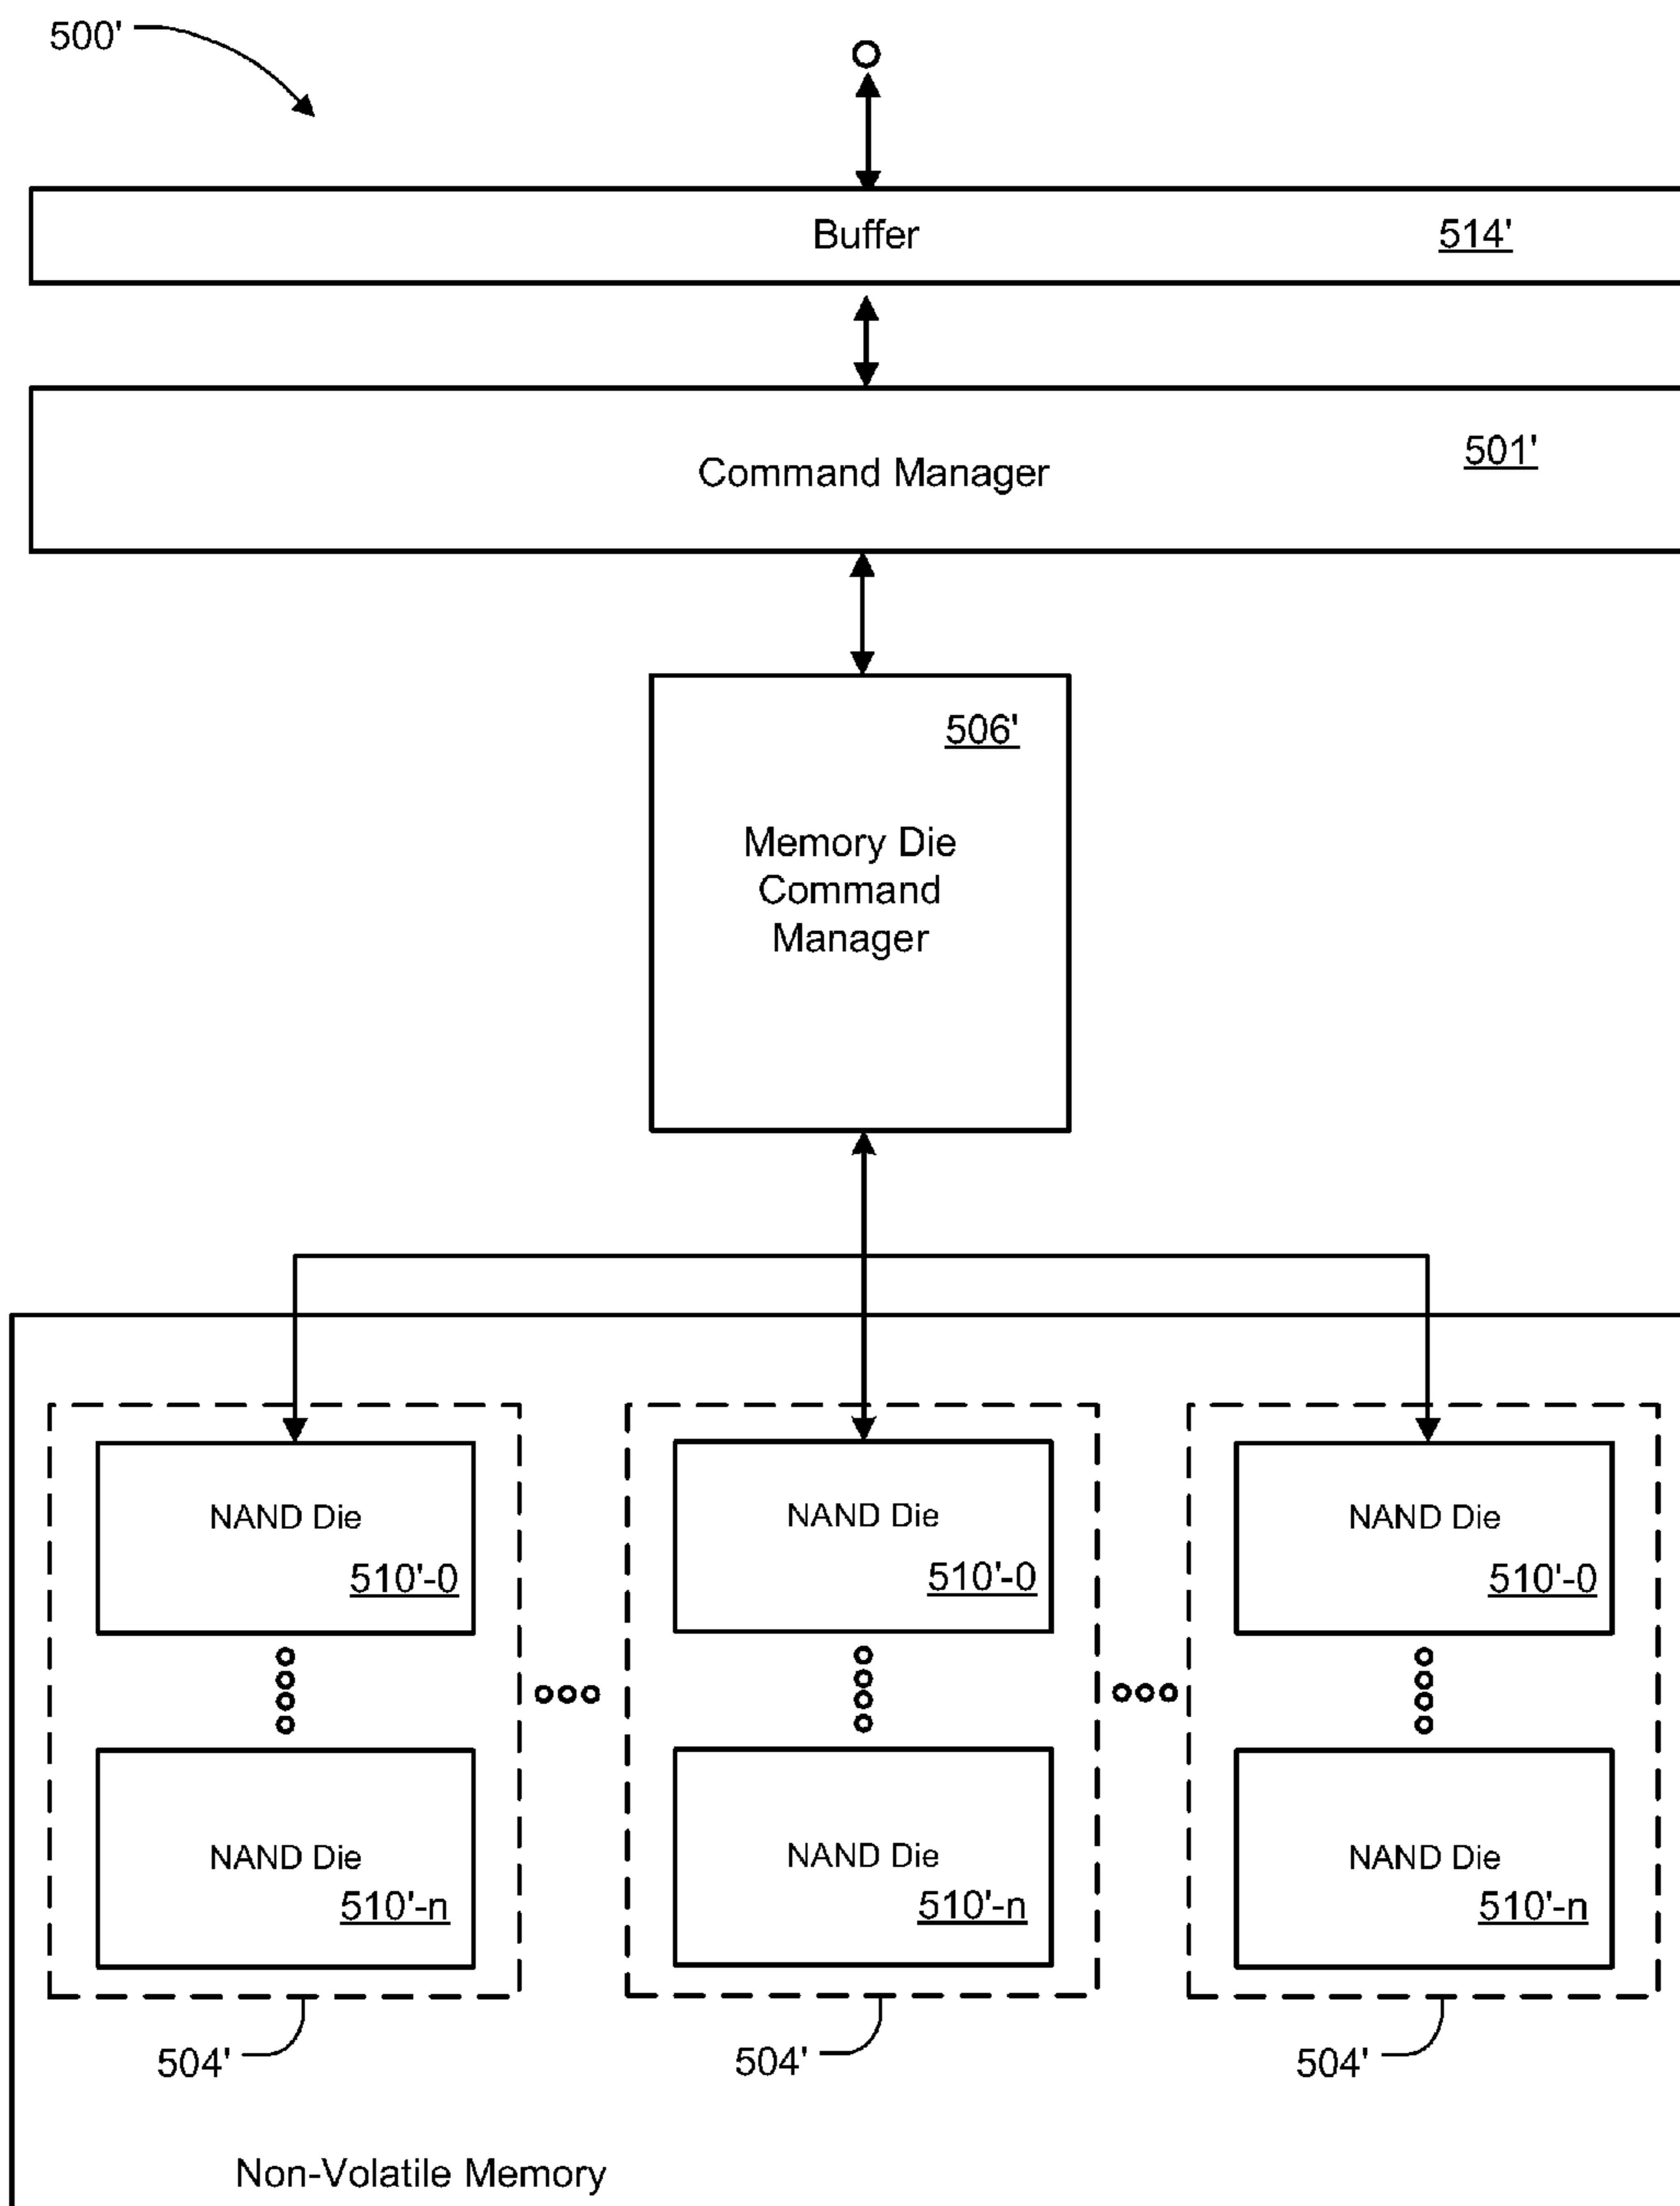 500'
Buffer
514'
Command Manager
501'
506'
Memory Die
Command
Manager
NAND Die
510'-0
NAND Die
510'-0
NAND Die
510'-0
NAND Die
510'-n
NAND Die
510'-n
NAND Die
510'-n
504'
504'
504'
Non-Volatile Memory